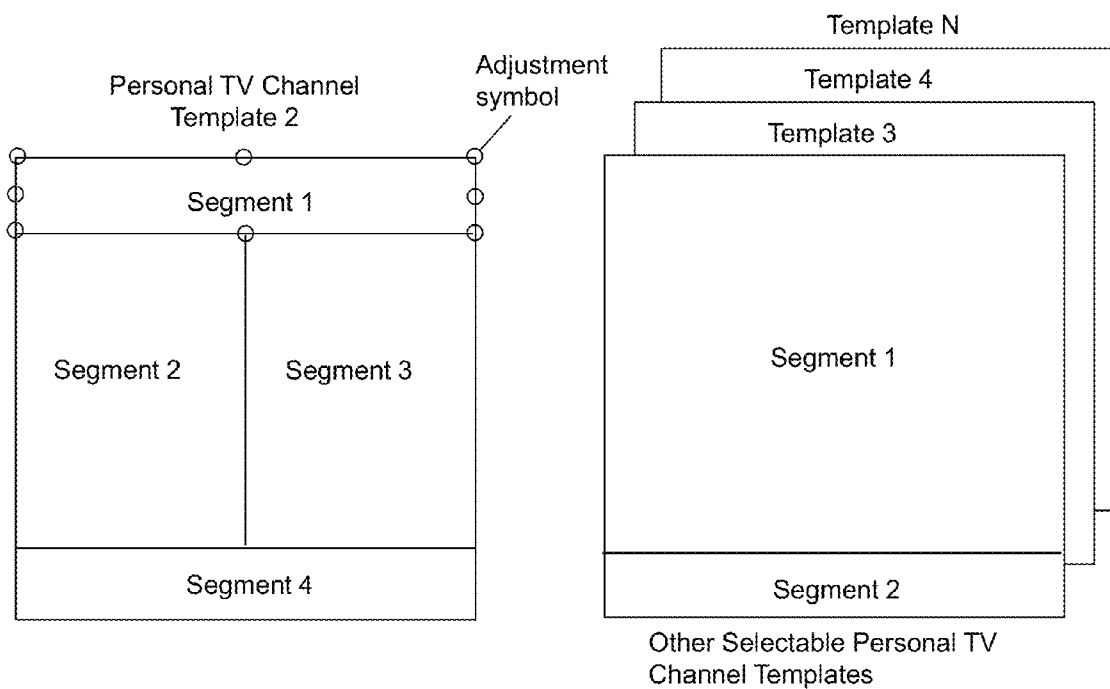 Personal TV Channel
Template 2
Adjustment
symbol
Segment 1
Segment 2
Segment 3
Segment 4
Template N
Template 4
Template 3
Segment 1
Segment 2
Other Selectable Personal TV
Channel Templates